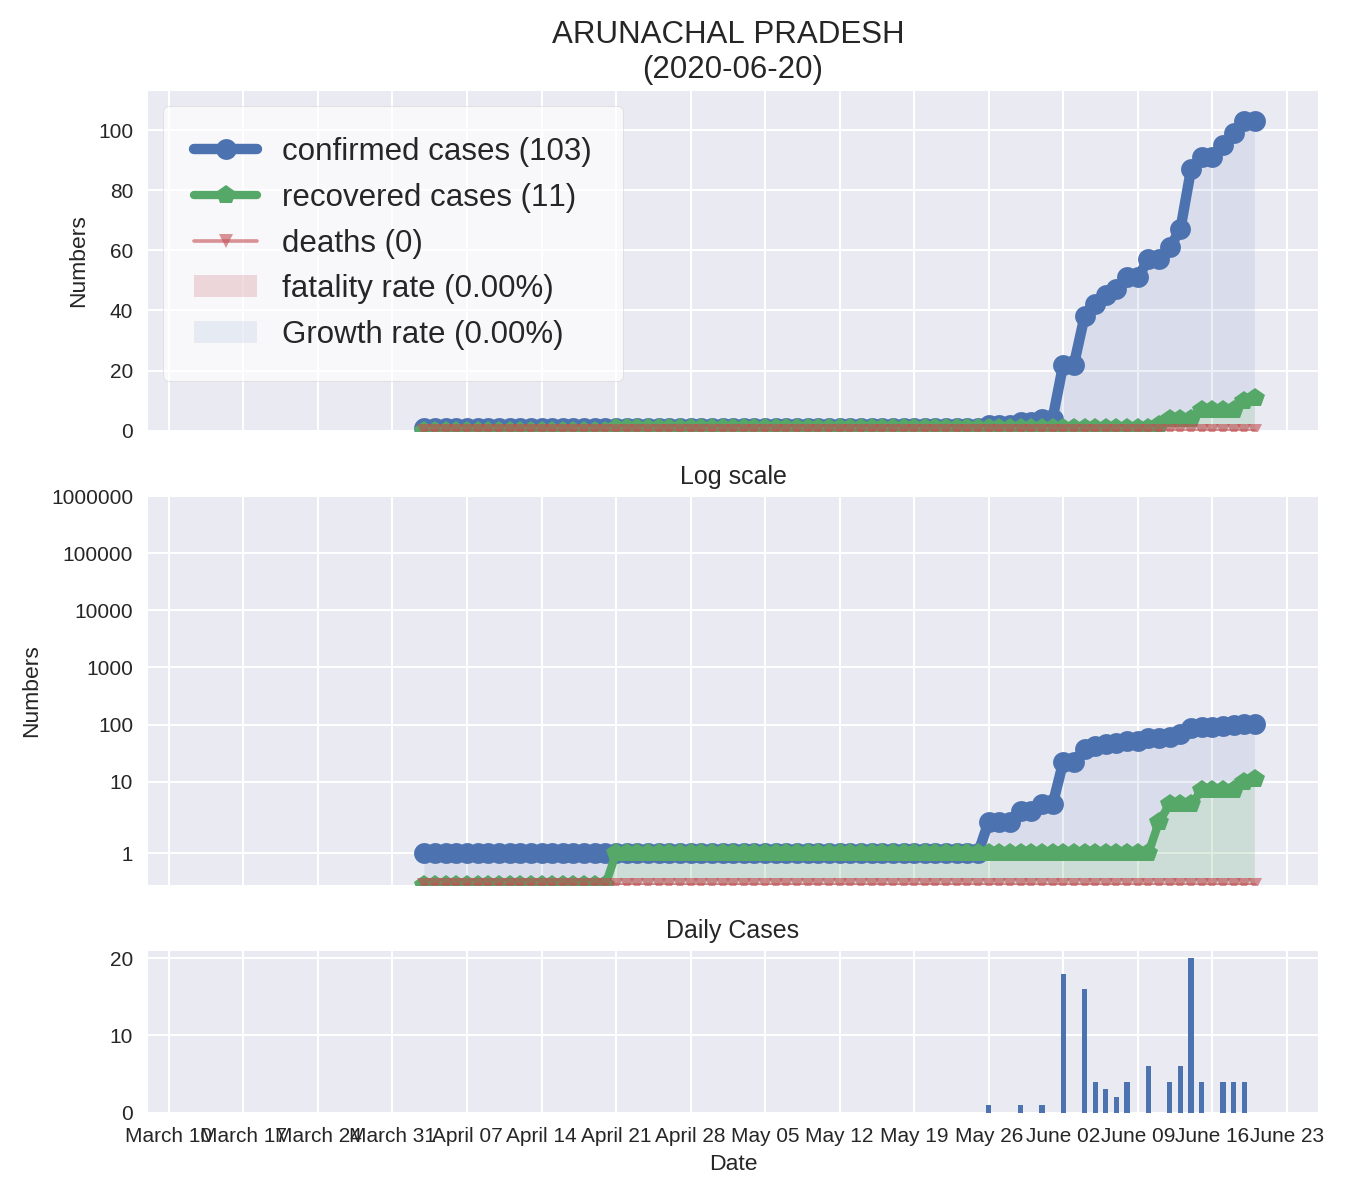 ARUNACHAL PRADESH
(2020-06-20)
Numbers
100
80
60
40
20
0
confirmed cases (103)
recovered cases (11)
deaths (0)
fatality rate (0.00%)
Growth rate (0.00%)
Log scale
Numbers
1000000
100000
10000
1000
100
10
1
Daily Cases
20
10
0
March 10 March 17 March 24 March 31 April 07 April 14 April 21 April 28 May 05 May 12 May 19 May 26 June 02 June 09 June 16 June 23
Date